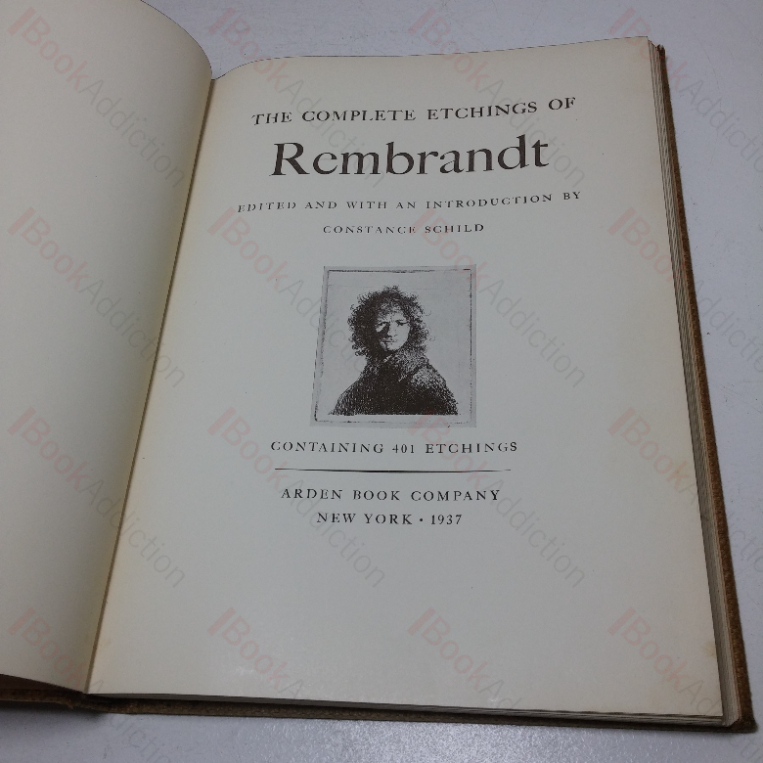 THE COMPLETE ETCHINGS OF
Rembrandt
EDITED AND WITH AN INTRODUCTION BY
CONSTANCE SCHILD
CONTAINING 401 ETCHINGS
ARDEN BOOK COMPANY
NEW YORK · 1937
BookAddiction